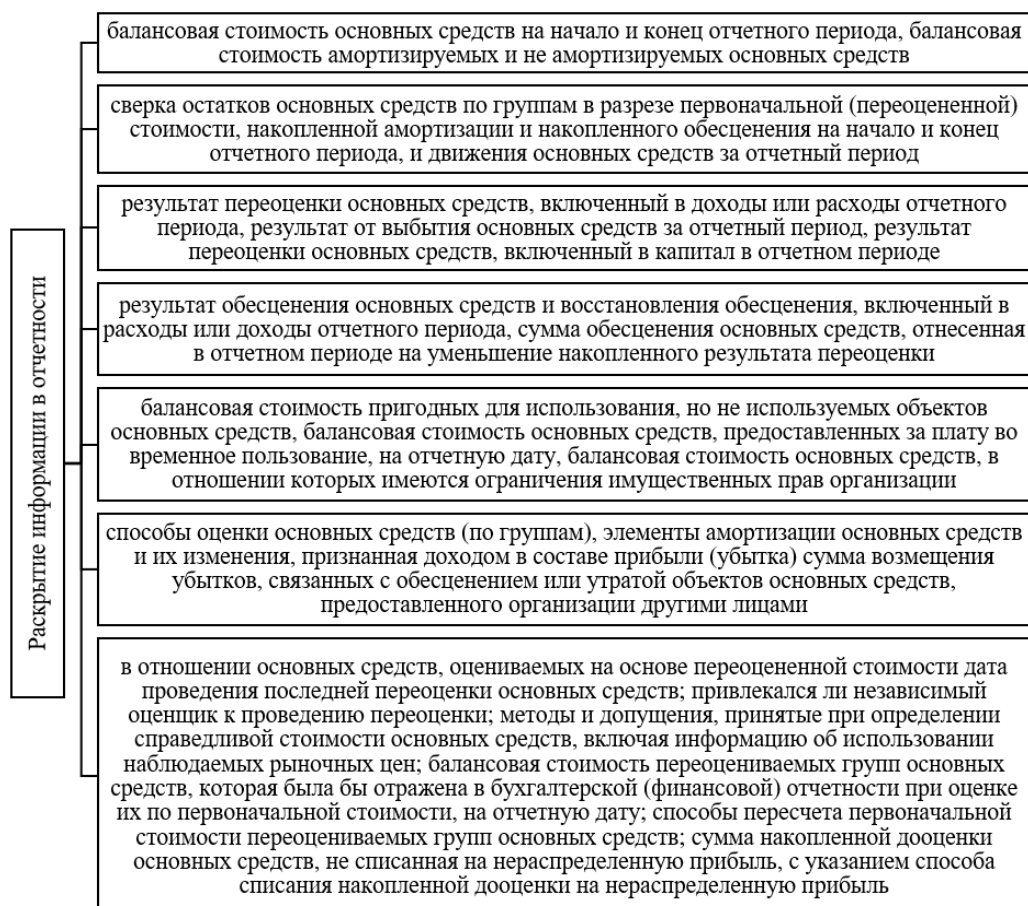 Раскрытие информации в отчетности
балансовая стоимость основных средств на начало и конец отчетного периода, балансовая
стоимость амортизируемых и не амортизируемых основных средств
сверка остатков основных средств по группам в разрезе первоначальной (переоцененной)
стоимости, накопленной амортизации и накопленного обесценения на начало и конец
отчетного периода, и движения основных средств за отчетный период
результат переоценки основных средств, включенный в доходы или расходы отчетного
периода, результат от выбытия основных средств за отчетный период, результат
переоценки основных средств, включенный в капитал в отчетном периоде
результат обесценения основных средств и восстановления обесценения, включенный в
расходы или доходы отчетного периода, сумма обесценения основных средств, отнесенная
в отчетном периоде на уменьшение накопленного результата переоценки
балансовая стоимость пригодных для использования, но не используемых объектов
основных средств, балансовая стоимость основных средств, предоставленных за плату во
временное пользование, на отчетную дату, балансовая стоимость основных средств, в
отношении которых имеются ограничения имущественных прав организации
способы оценки основных средств (по группам), элементы амортизации основных средств
и их изменения, признанная доходом в составе прибыли (убытка) сумма возмещения
убытков, связанных с обесценением или утратой объектов основных средств,
предоставленного организации другими лицами
в отношении основных средств, оцениваемых на основе переоцененной стоимости дата
проведения последней переоценки основных средств; привлекался ли независимый
оценщик к проведению переоценки; методы и допущения, принятые при определении
справедливой стоимости основных средств, включая информацию об использовании
наблюдаемых рыночных цен; балансовая стоимость переоцениваемых групп основных
средств, которая была бы отражена в бухгалтерской (финансовой) отчетности при оценке
их по первоначальной стоимости, на отчетную дату; способы пересчета первоначальной
стоимости переоцениваемых групп основных средств; сумма накопленной дооценки
основных средств, не списанная на нераспределенную прибыль, с указанием способа
списания накопленной дооценки на нераспределенную прибыль